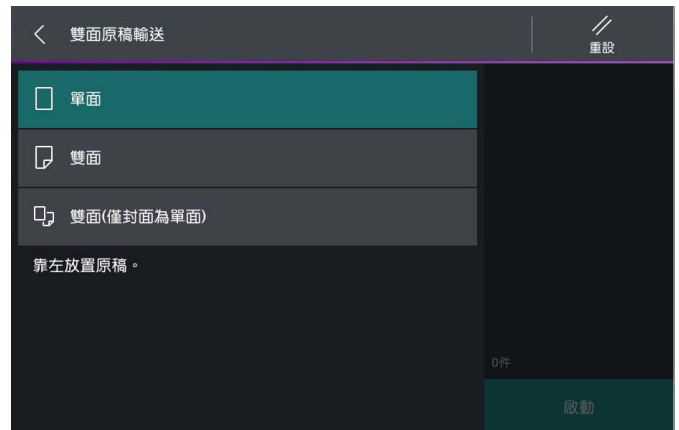 雙面原稿輸送
重設
單面
雙面
雙面(僅封面為單面)
靠左放置原稿。
0件
啟動